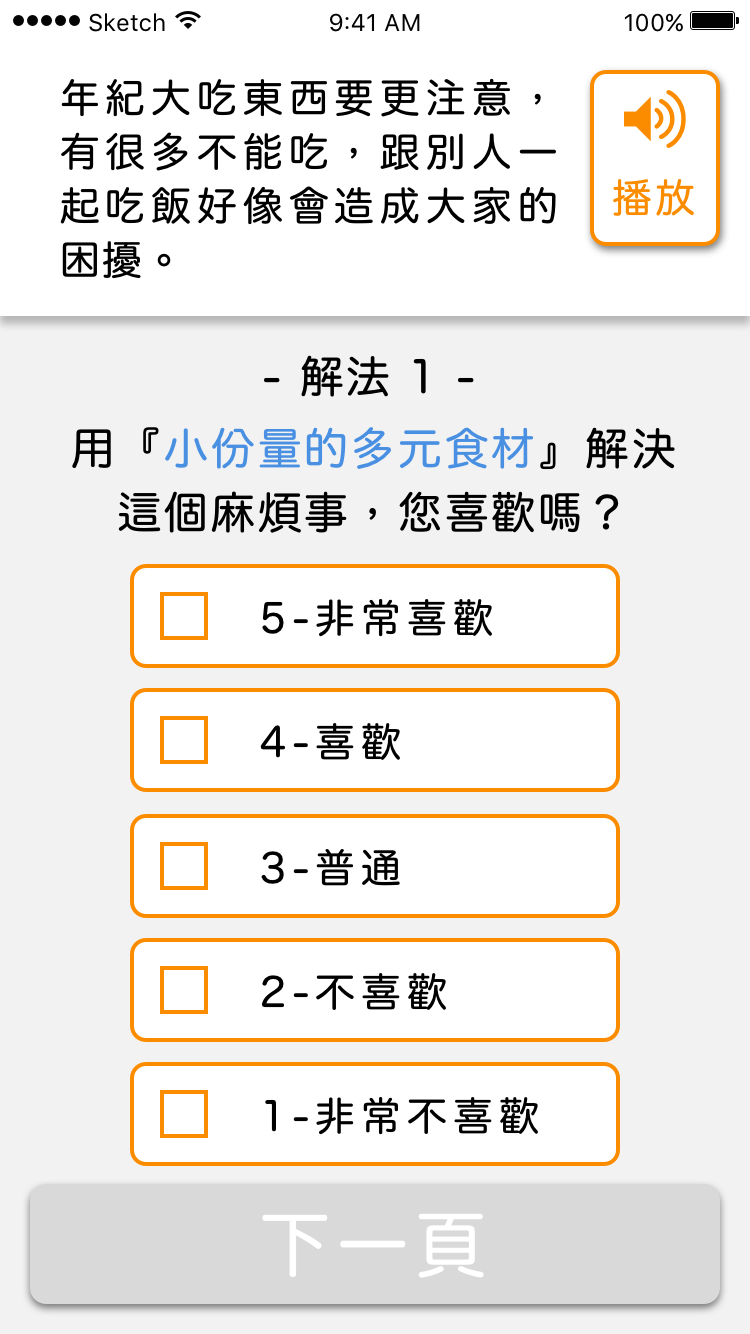 Sketch 9:41 AM 100%
年紀大吃東西要更注意，
有很多不能吃，跟別人一
起吃飯好像會造成大家的
困擾。
播放
- 解法 1 -
用『小份量的多元食材』解決
這個麻煩事，您喜歡嗎？
5-非常喜歡
4-喜歡
3-普通
2-不喜歡
1-非常不喜歡
下一頁